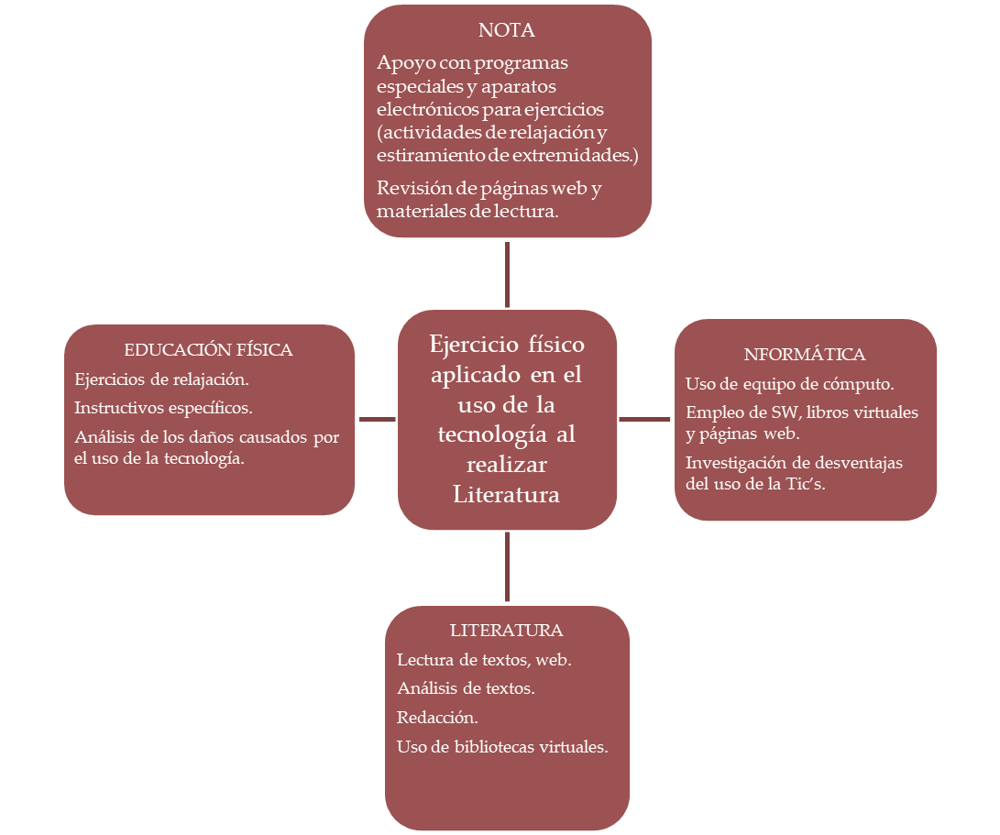 NOTA
Apoyo con programas
especiales y aparatos
electrónicos para ejercicios
(actividades de relajación y
estiramiento de extremidades.)
Revisión de páginas web y
materiales de lectura.
EDUCACIÓN FÍSICA
Ejercicios de relajación.
Instructivos específicos.
Análisis de los daños causados por
el uso de la tecnología.
Ejercicio físico
aplicado en el
uso de la
tecnología al
realizar
Literatura
NFORMÁTICA
Uso de equipo de cómputo.
Empleo de SW, libros virtuales
y páginas web.
Investigación de desventajas
del uso de la Tic’s.
LITERATURA
Lectura de textos, web.
Análisis de textos.
Redacción.
Uso de bibliotecas virtuales.